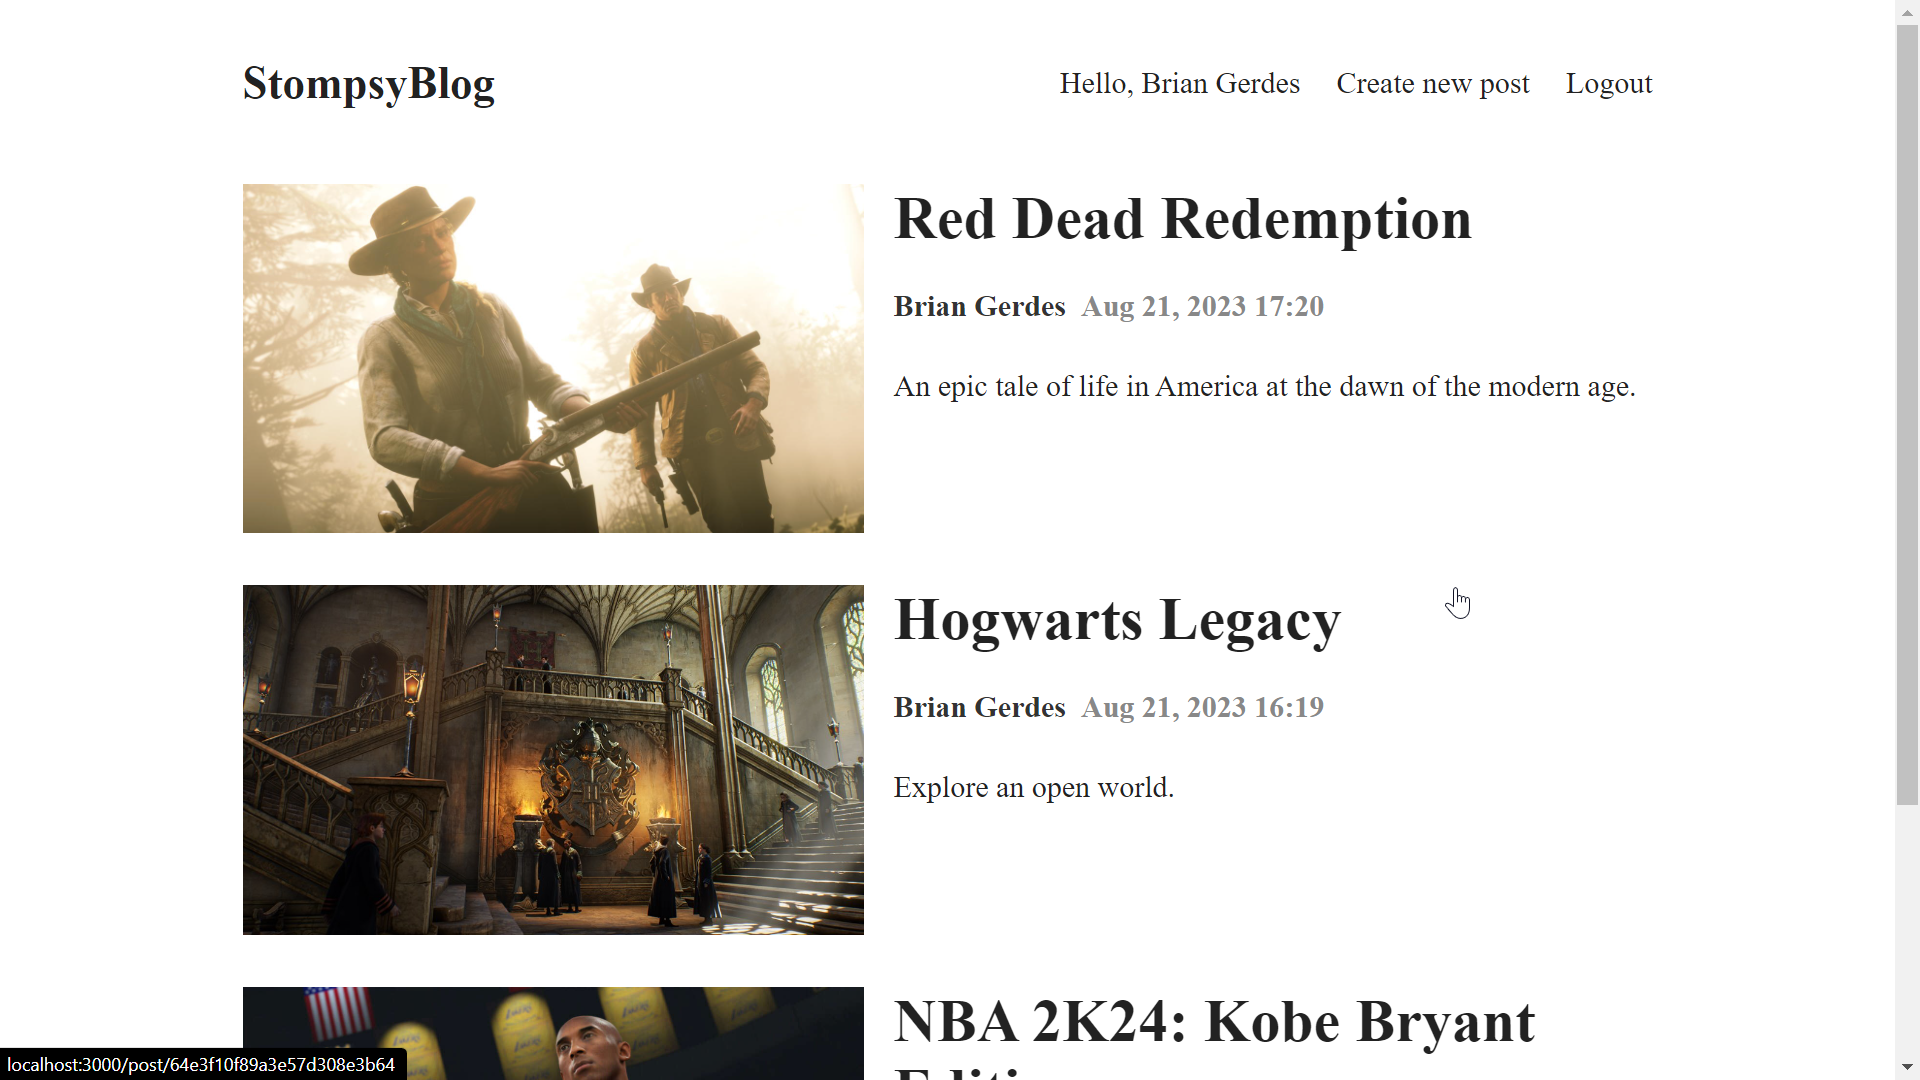 StompsyBlog
Hello, Brian Gerdes Create new post Logout
Red Dead Redemption
Brian Gerdes Aug 21, 2023 17:20
An epic tale of life in America at the dawn of the modern age.
Hogwarts Legacy
Brian Gerdes Aug 21, 2023 16:19
Explore an open world.
NBA 2K24: Kobe Bryant
localhost:3000/post/64e3f10f89a3e57d308e3b64